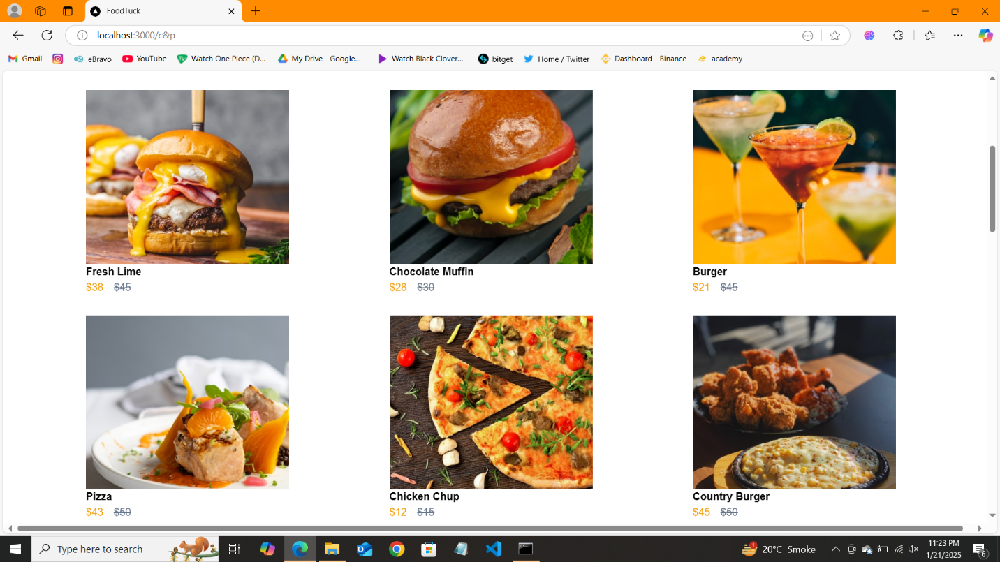 FoodTuck
localhost:3000/c&p
Gmail
eBravo
YouTube
Watch One Piece (D...
My Drive - Google...
Watch Black Clover...
bitget
Home / Twitter
Dashboard - Binance
academy
Fresh Lime
$38 $45
Chocolate Muffin
$28 $30
Burger
$21 $45
Pizza
$43 $50
Chicken Chup
$12 $15
Country Burger
$45 $50
Type here to search
1
20°C Smoke
11:23 PM
1/21/2025
6